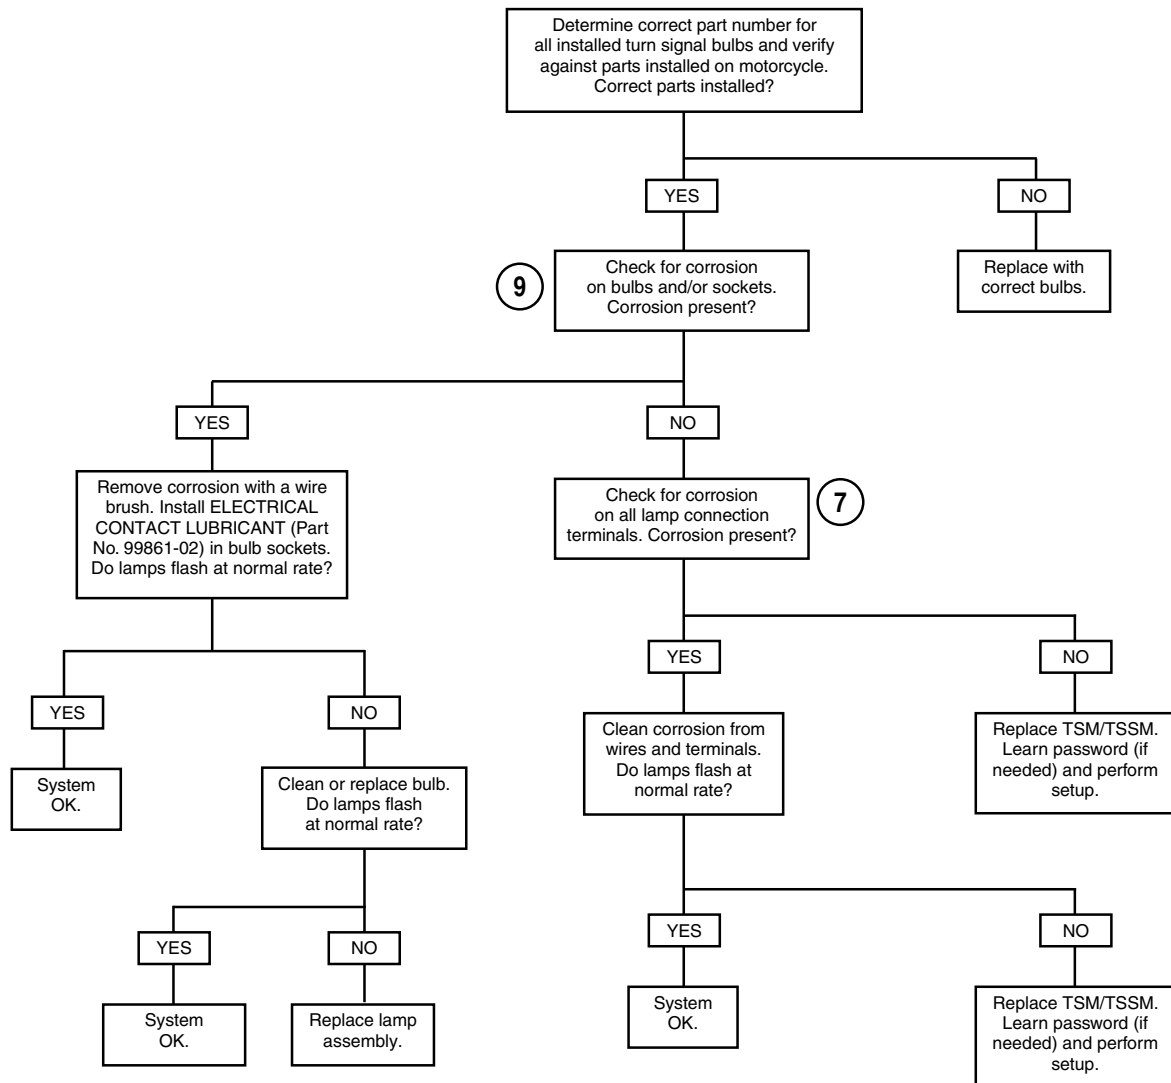 Determine correct part number for
all installed turn signal bulbs and verify
against parts installed on motorcycle.
Correct parts installed?
YES
NO
9
Check for corrosion
on bulbs and/or sockets.
Corrosion present?
Replace with
correct bulbs.
YES
NO
Remove corrosion with a wire
brush. Install ELECTRICAL
CONTACT LUBRICANT (Part
No. 99861-02) in bulb sockets.
Do lamps flash at normal rate?
Check for corrosion
on all lamp connection
terminals. Corrosion present?
7
YES
NO
YES
NO
System
OK.
Clean or replace bulb.
Do lamps flash
at normal rate?
Clean corrosion from
wires and terminals.
Do lamps flash at
normal rate?
Replace TSM/TSSM.
Learn password (if
needed) and perform
setup.
YES
NO
YES
NO
System
OK.
Replace lamp
assembly.
System
OK.
Replace TSM/TSSM.
Learn password (if
needed) and perform
setup.